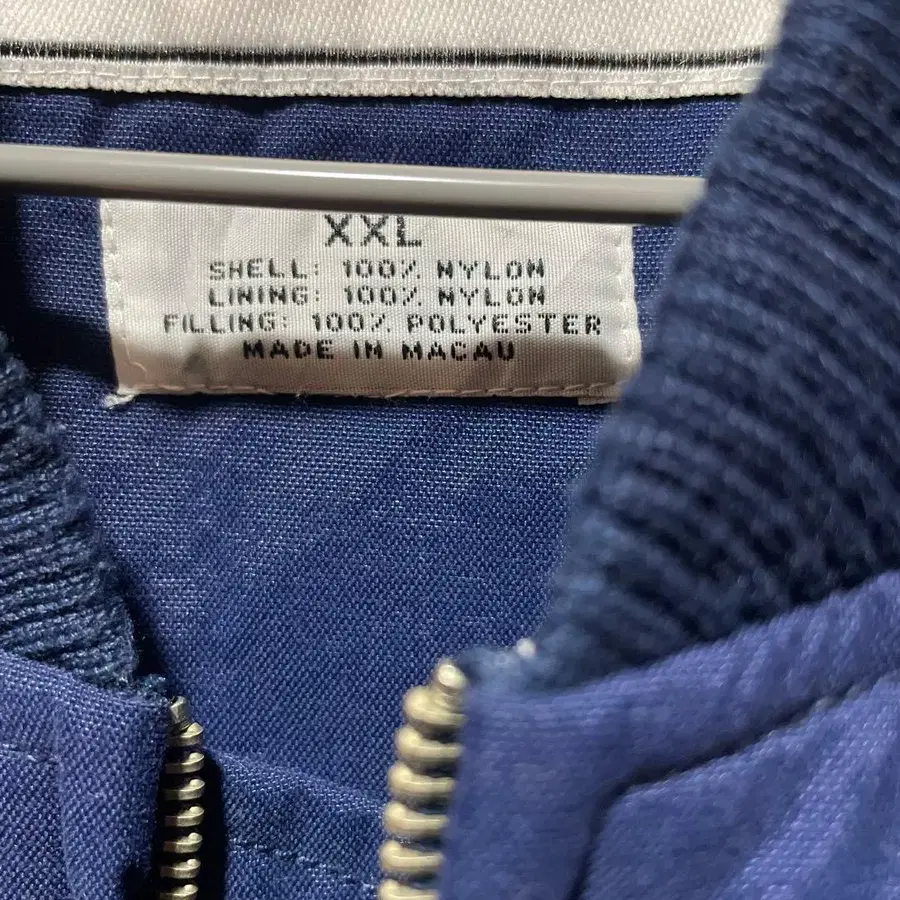 XXL
SHELL: 100% NYLON
LINING: 100% NYLON
FILLING: 100% POLYESTER
MADE IN MACAU